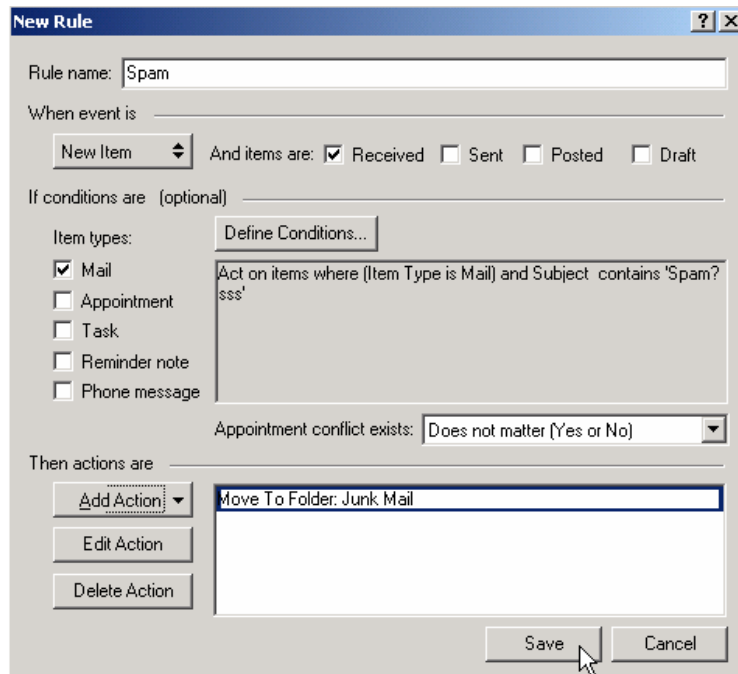 New Rule
Rule name: Spam
When event is
New Item And items are: Received Sent Posted Draft
If conditions are (optional)
Item types: Define Conditions...
Mail
Appointment
Task
Reminder note
Phone message
Act on items where (Item Type is Mail) and Subject contains 'Spam?
sss'
Appointment conflict exists: Does not matter (Yes or No)
Then actions are
Add Action
Edit Action
Delete Action
Move To Folder: Junk Mail
Save Cancel